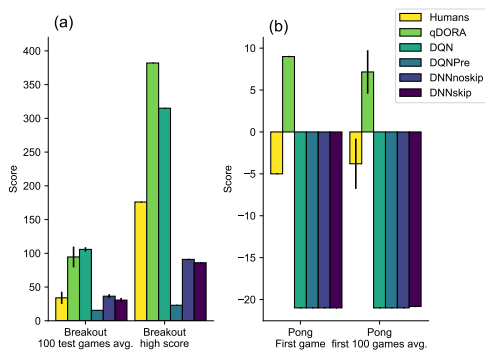 (a)
Score
400
350
300
250
200
150
100
50
0
Breakout
100 test games avg.
Breakout
high score
(b)
Score
10
5
0
−5
−10
−15
−20
Pong
First game
Pong
first 100 games avg.
Humans
qDORA
DQN
DQNPre
DNNnoskip
DNNskip